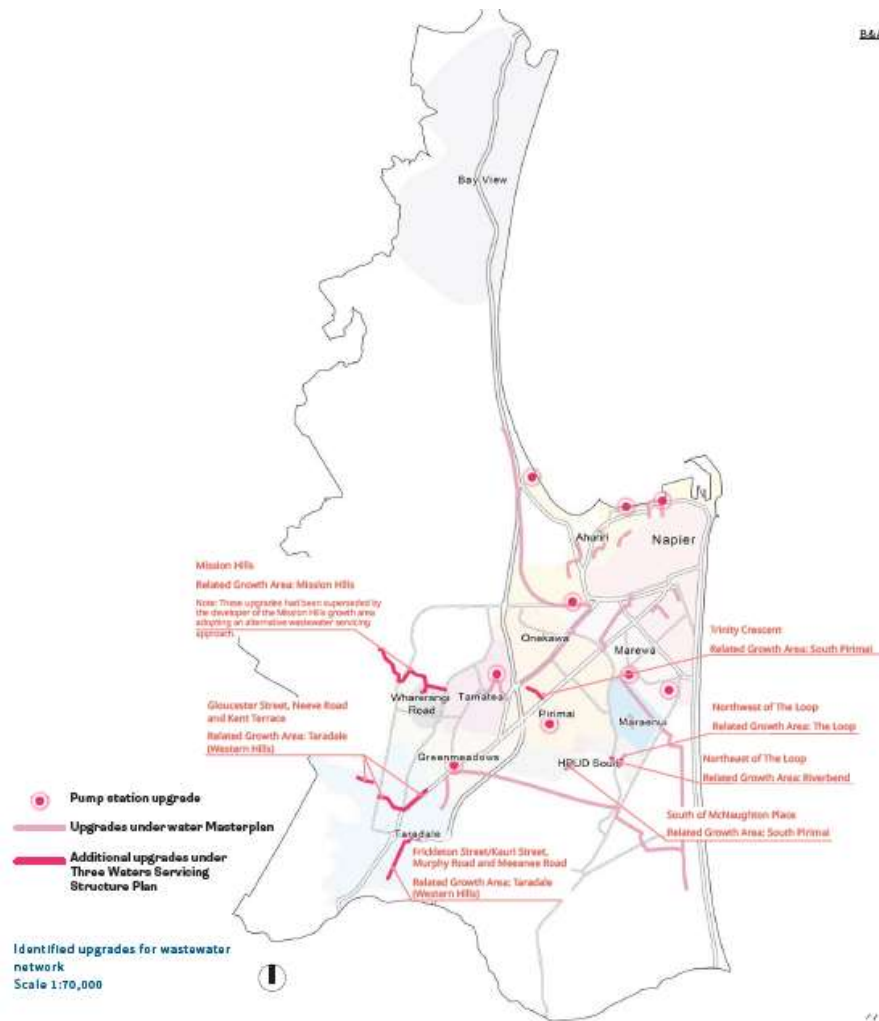 B&A
Bay View
Ahuriri
Napier
Mission Hills
Related Growth Area: Mission Hills
Note: These upgrades had been superseded by
the developer of the Mission Hills growth area
adopting an alternative wastewater servicing
approach.
Onekawa
Marewa
Trinity Crescent
Related Growth Area: South Pirimai
Wharerangi
Road
Tamatea
Pirimai
Maraenui
Gloucester Street, Neeve Road
and Kent Terrace
Related Growth Area: Taradale
(Western Hills)
Northwest of The Loop
Related Growth Area: The Loop
Greenmeadows
HPUD South
Northeast of The Loop
Related Growth Area: Riverbend
South of McNaughton Place
Related Growth Area: South Pirimai
Taradale
Frickleton Street/Kauri Street,
Murphy Road and Meeanee Road
Related Growth Area: Taradale
(Western Hills)
Pump station upgrade
Upgrades under water Masterplan
Additional upgrades under
Three Waters Servicing
Structure Plan
Identified upgrades for wastewater
network
Scale 1:70,000